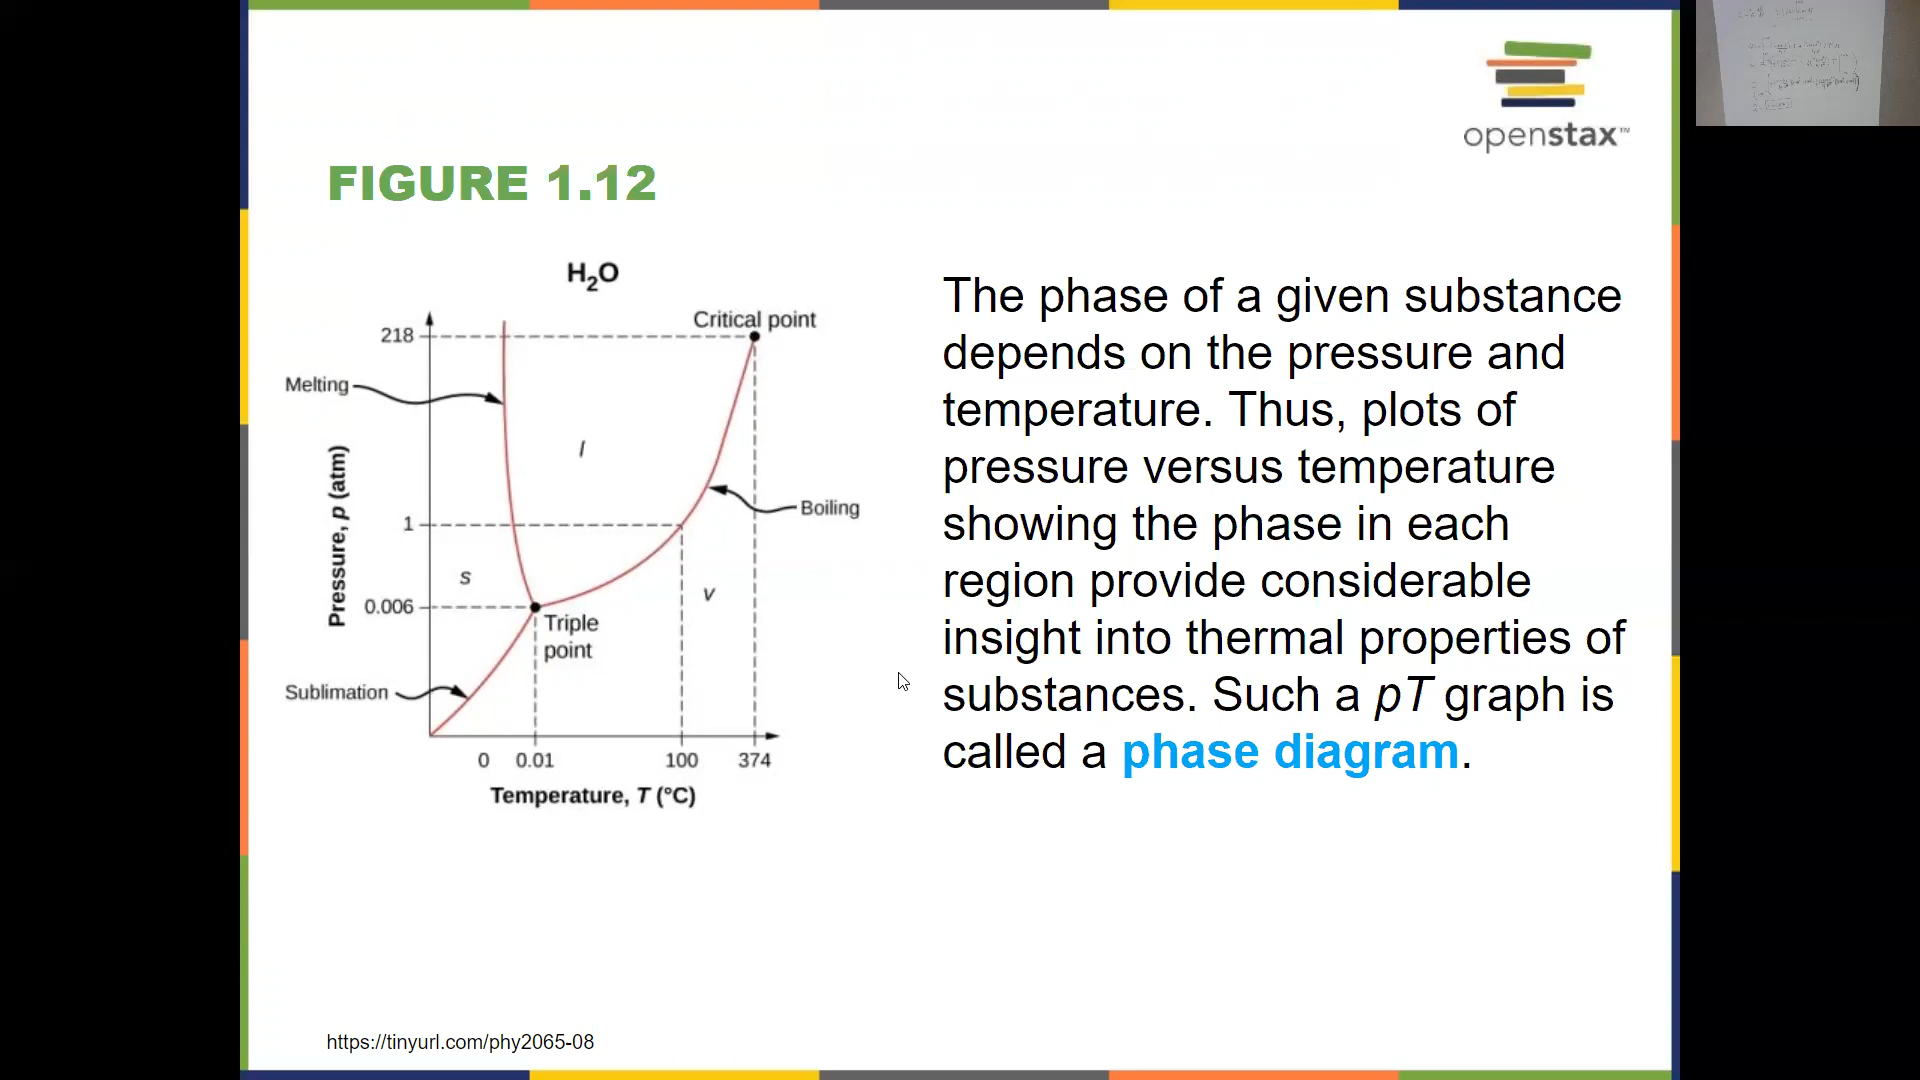 openstax™
FIGURE 1.12
H₂O
Critical point
218
Melting
l
Pressure, p (atm)
Boiling
1
s
v
0.006
Triple
point
Sublimation
0 0.01 100 374
Temperature, T (°C)
The phase of a given substance
depends on the pressure and
temperature. Thus, plots of
pressure versus temperature
showing the phase in each
region provide considerable
insight into thermal properties of
substances. Such a pT graph is
called a phase diagram.
https://tinyurl.com/phy2065-08